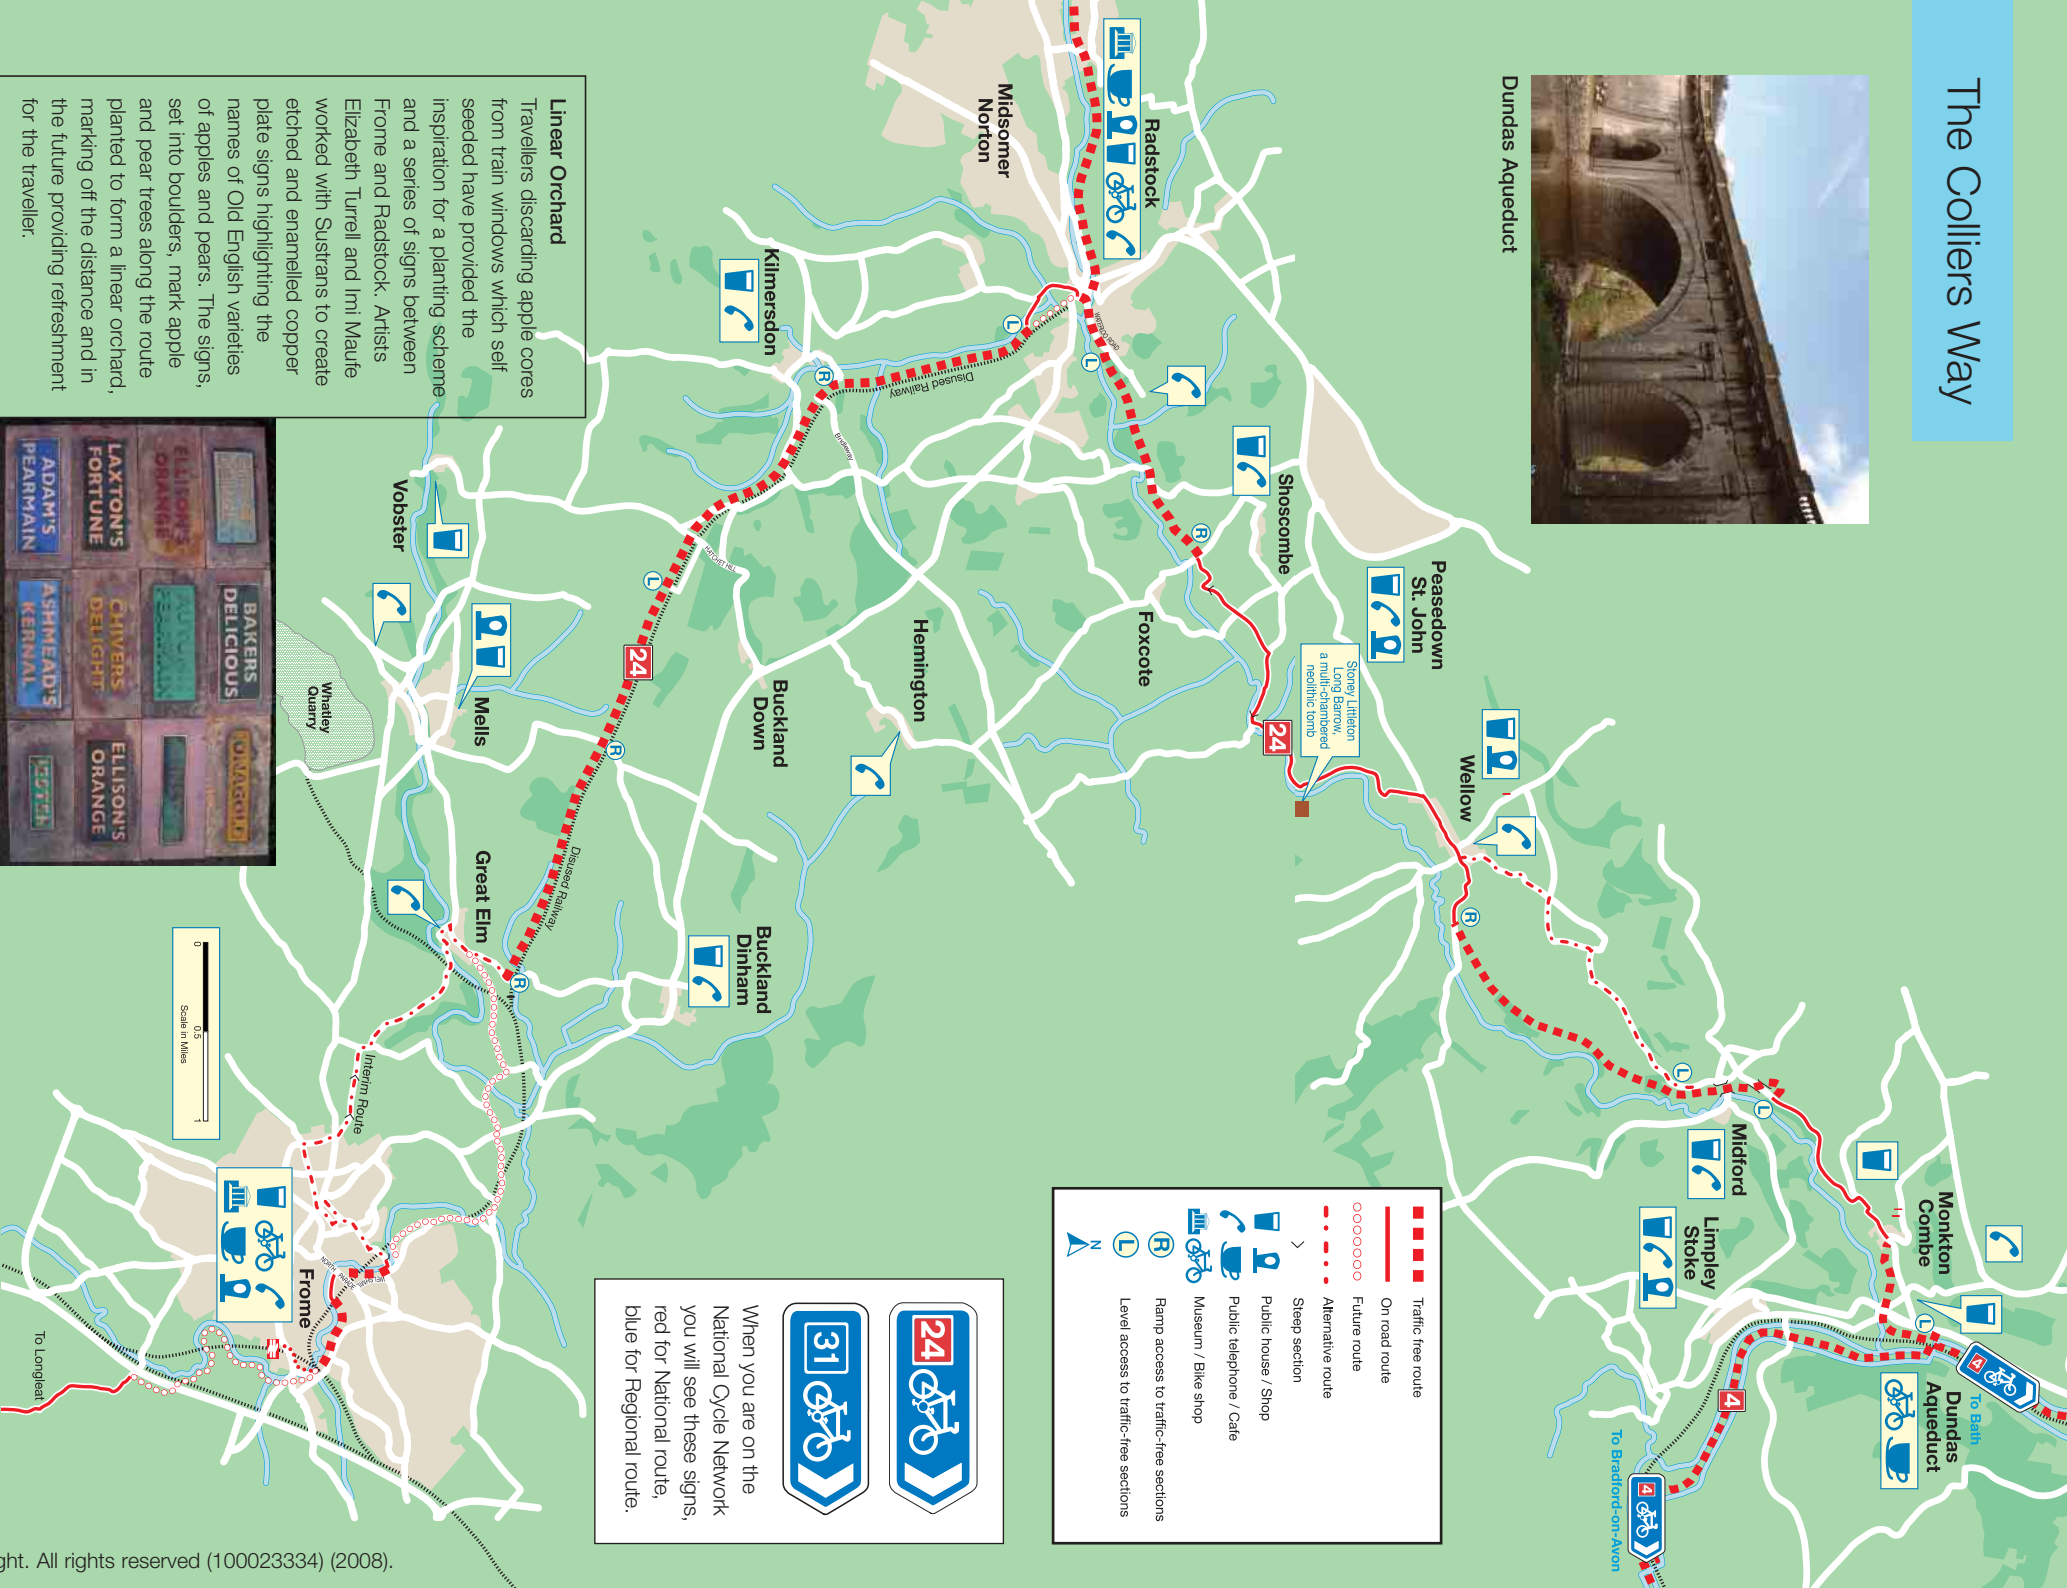 The Colliers Way
Dundas Aqueduct
Linear Orchard
Travellers discarding apple cores
from train windows which self
seeded have provided the
inspiration for a planting scheme
and a series of signs between
Frome and Radstock. Artists
Elizabeth Turrell and Imi Maufe
worked with Sustrans to create
etched and enamelled copper
plate signs highlighting the
names of Old English varieties
of apples and pears. The signs,
set into boulders, mark apple
and pear trees along the route
planted to form a linear orchard,
marking off the distance and in
the future providing refreshment
for the traveller.
BAKERS
DELICIOUS
ELLISON'S
ORANGE
CHIVERS
DELIGHT
ELLISON'S
ORANGE
LAXTON'S
FORTUNE
ADAM'S
PEARMAN
ASHMEAD'S
KERNAL
Radstock
Midsomer
Norton
WATERLOO ROAD
L
L
Kilmersdon
R
Disused Railway
Bridleway
Shoscombe
R
Peasedown
St. John
Foxcote
Hemington
HATCHET HILL
L
24
Buckland
Down
Vobster
Mells
Whatley
Quarry
R
Disused Railway
Great Elm
R
Buckland
Dinham
24
Stoney Littleton
Long Barrow,
a multi-chambered
neolithic tomb
Wellow
R
L
Midford
L
Monkton
Combe
Limpley
Stoke
L
4
To Bath
Dundas
Aqueduct
4
4
To Bradford-on-Avon
Interim Route
Frome
NORTH PARADE
To Longleat
0
0.5
1
Scale in Miles
Traffic free route
On road route
Future route
Alternative route
Steep section
Public house / Shop
Public telephone / Cafe
Museum / Bike shop
R
Ramp access to traffic-free sections
L
Level access to traffic-free sections
N
24
31
When you are on the
National Cycle Network
you will see these signs,
red for National route,
blue for Regional route.
ght. All rights reserved (100023334) (2008).